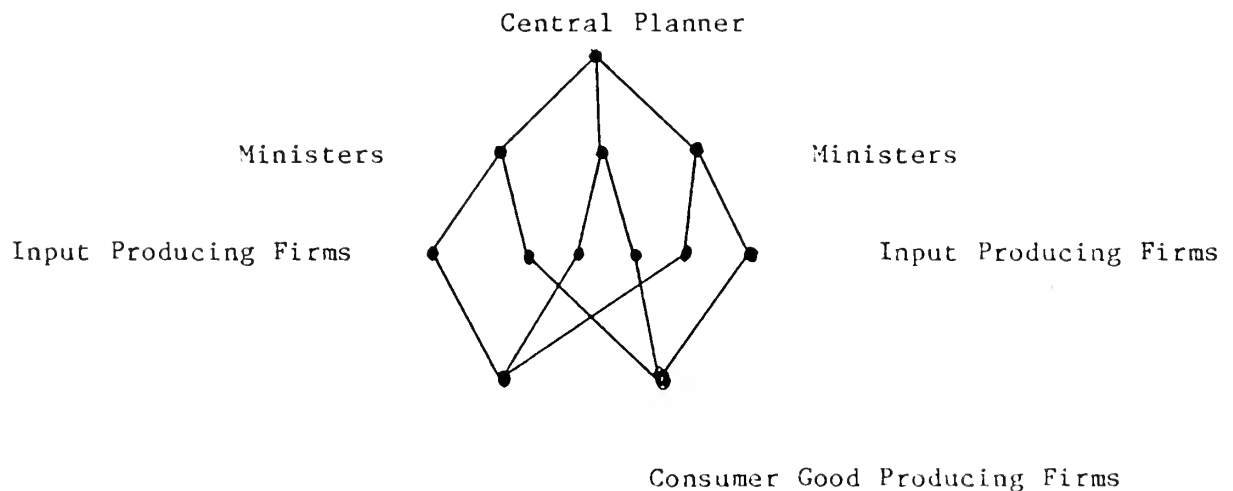 Central Planner
Ministers Ministers
Input Producing Firms Input Producing Firms
Consumer Good Producing Firms